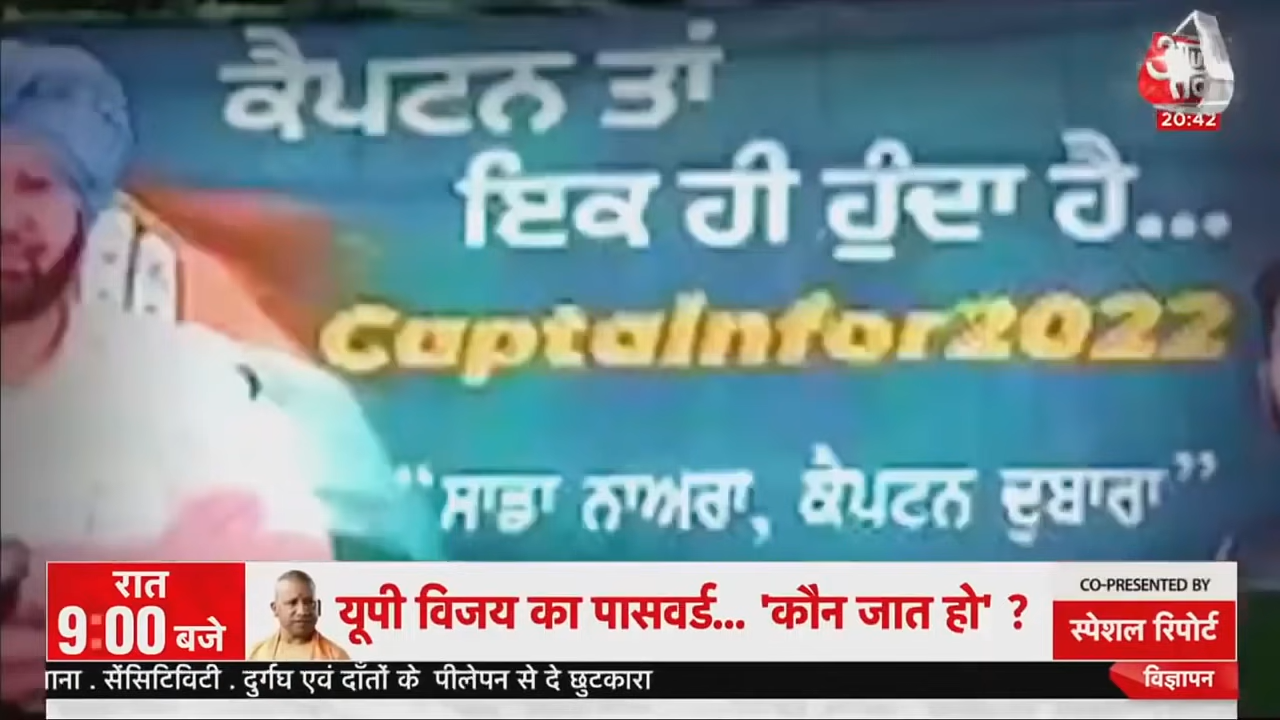 ਕੈਪਟਨ ਤਾਂ
ਇਕ ਹੀ ਹੁੰਦਾ ਹੈ...
CaptaInfor2022
“ਸਾਡਾ ਨਾਅਰਾ, ਕੈਪਟਨ ਦੁਬਾਰਾ”
20:42
रात
9:00 बजे
यूपी विजय का पासवर्ड... 'कौन जात हो' ?
CO-PRESENTED BY
स्पेशल रिपोर्ट
. सेंसिटिविटी . दुर्गंध एवं दाँतों के पीलेपन से दे छुटकारा
विज्ञापन